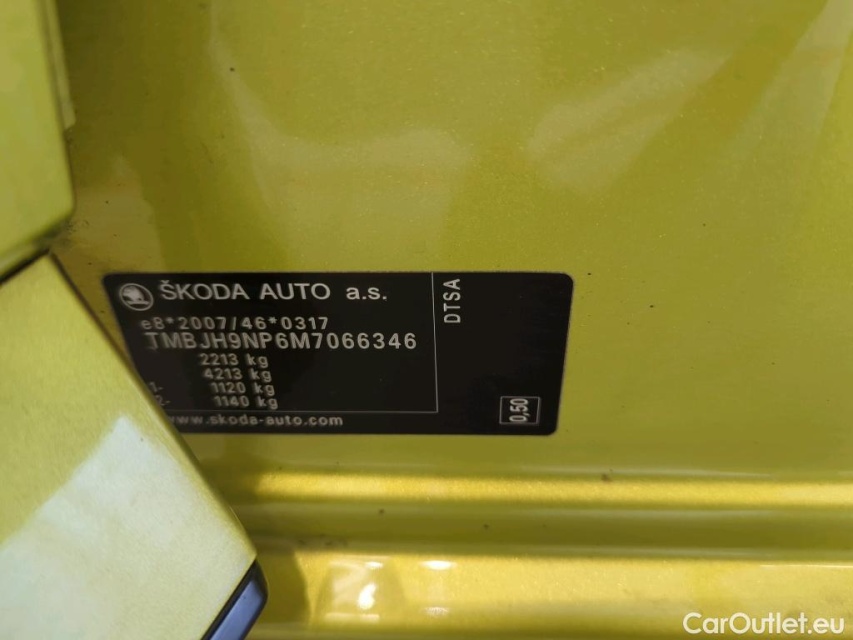 ŠKODA AUTO a.s.
e8*2007/46*0317
TMBJH9NP6M7066346
2213 kg
4213 kg
1- 1120 kg
2- 1140 kg
www.skoda-auto.com
DTSA
0,50
CarOutlet.eu